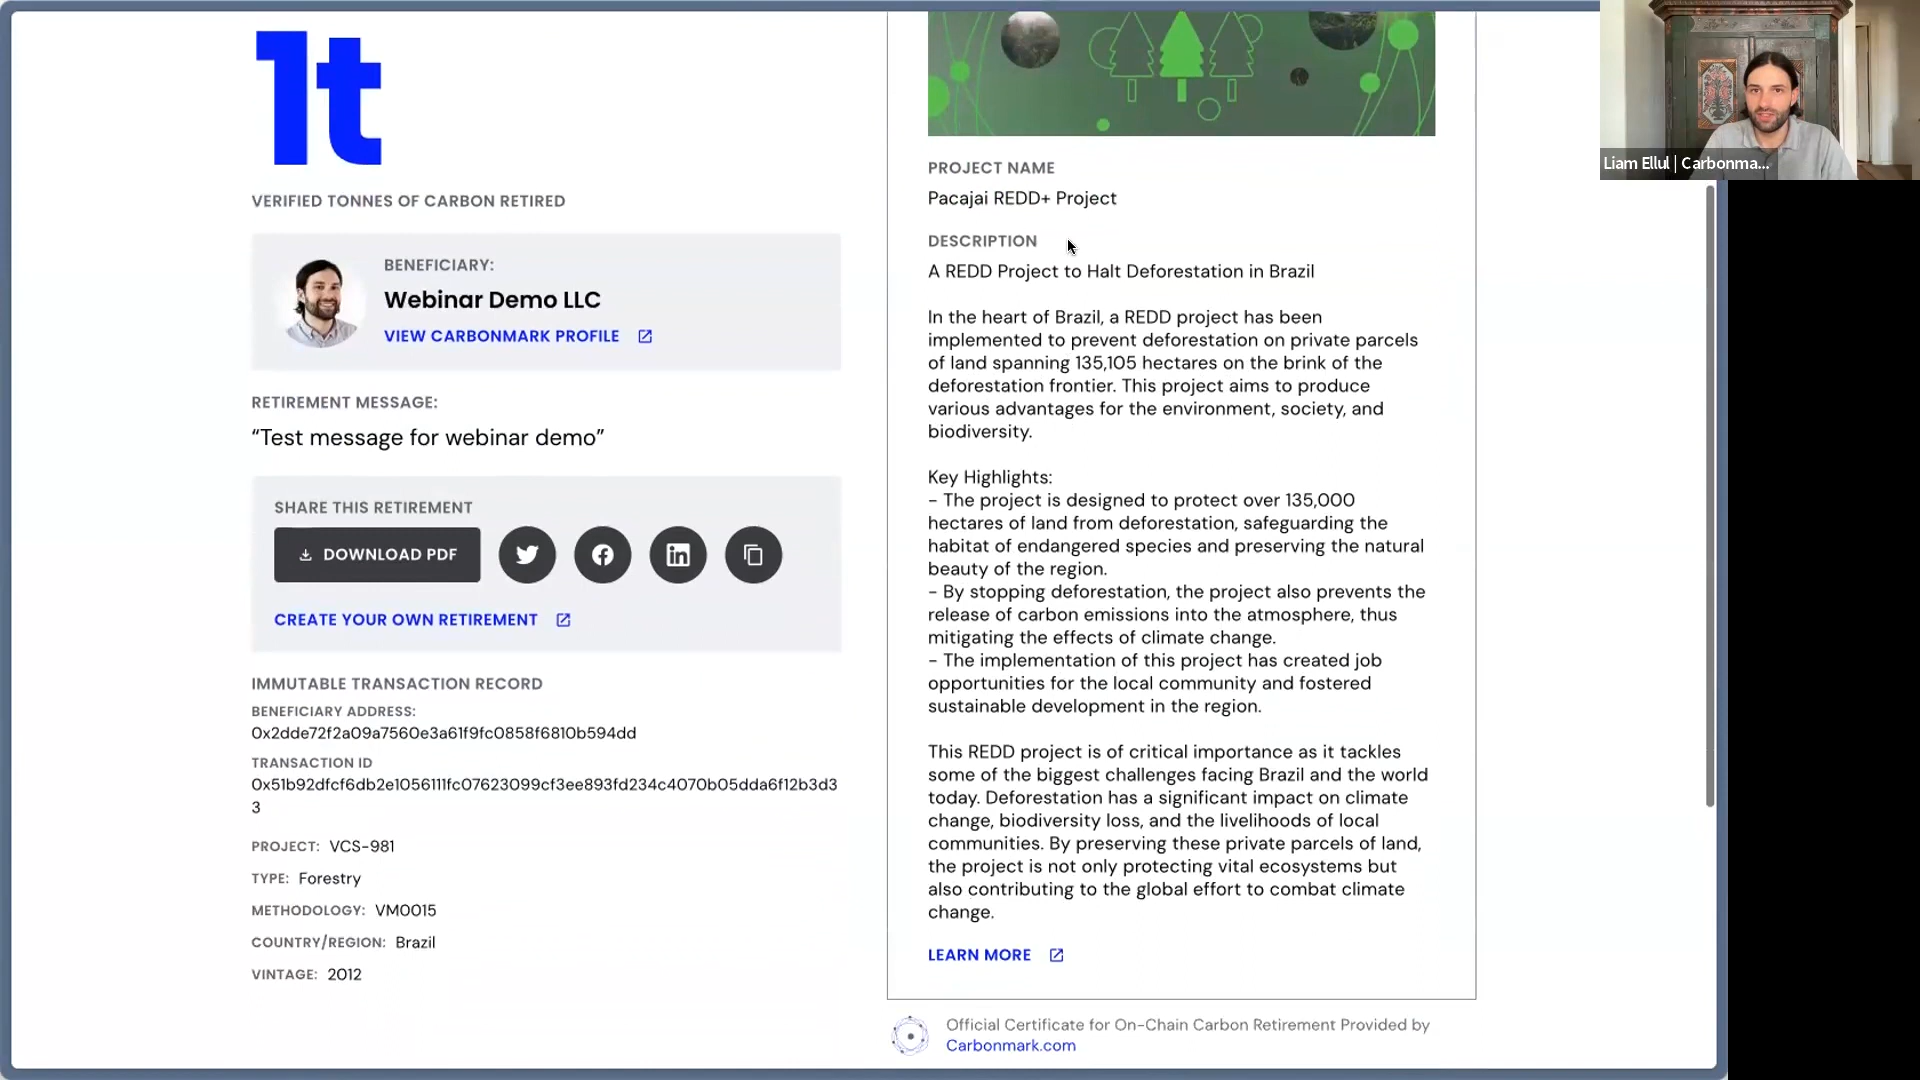 1t
VERIFIED TONNES OF CARBON RETIRED
BENEFICIARY:
Webinar Demo LLC
VIEW CARBONMARK PROFILE
RETIREMENT MESSAGE:
“Test message for webinar demo”
SHARE THIS RETIREMENT
DOWNLOAD PDF
CREATE YOUR OWN RETIREMENT
IMMUTABLE TRANSACTION RECORD
BENEFICIARY ADDRESS:
0x2dde72f2a09a7560e3a61f9fc0858f6810b594dd
TRANSACTION ID
0x51b92dfcf6db2e1056111fc07623099cf3ee893fd234c4070b05dda6f12b3d3
3
PROJECT: VCS-981
TYPE: Forestry
METHODOLOGY: VM0015
COUNTRY/REGION: Brazil
VINTAGE: 2012
PROJECT NAME
Pacajai REDD+ Project
DESCRIPTION
A REDD Project to Halt Deforestation in Brazil
In the heart of Brazil, a REDD project has been
implemented to prevent deforestation on private parcels
of land spanning 135,105 hectares on the brink of the
deforestation frontier. This project aims to produce
various advantages for the environment, society, and
biodiversity.
Key Highlights:
- The project is designed to protect over 135,000
hectares of land from deforestation, safeguarding the
habitat of endangered species and preserving the natural
beauty of the region.
- By stopping deforestation, the project also prevents the
release of carbon emissions into the atmosphere, thus
mitigating the effects of climate change.
- The implementation of this project has created job
opportunities for the local community and fostered
sustainable development in the region.
This REDD project is of critical importance as it tackles
some of the biggest challenges facing Brazil and the world
today. Deforestation has a significant impact on climate
change, biodiversity loss, and the livelihoods of local
communities. By preserving these private parcels of land,
the project is not only protecting vital ecosystems but
also contributing to the global effort to combat climate
change.
LEARN MORE
Official Certificate for On-Chain Carbon Retirement Provided by
Carbonmark.com
Liam Ellul | Carbonma...